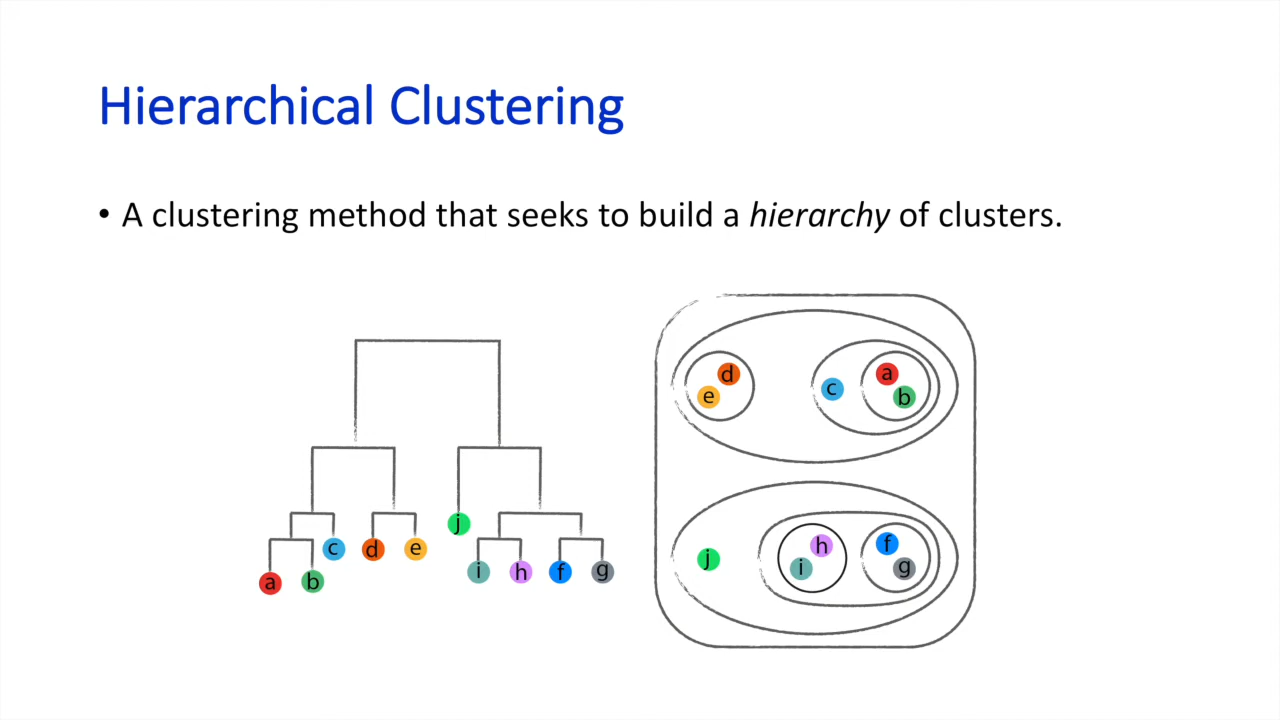 Hierarchical Clustering
• A clustering method that seeks to build a hierarchy of clusters.
a
b
c
d
e
j
i
h
f
g
d
e
c
a
b
j
h
i
f
g